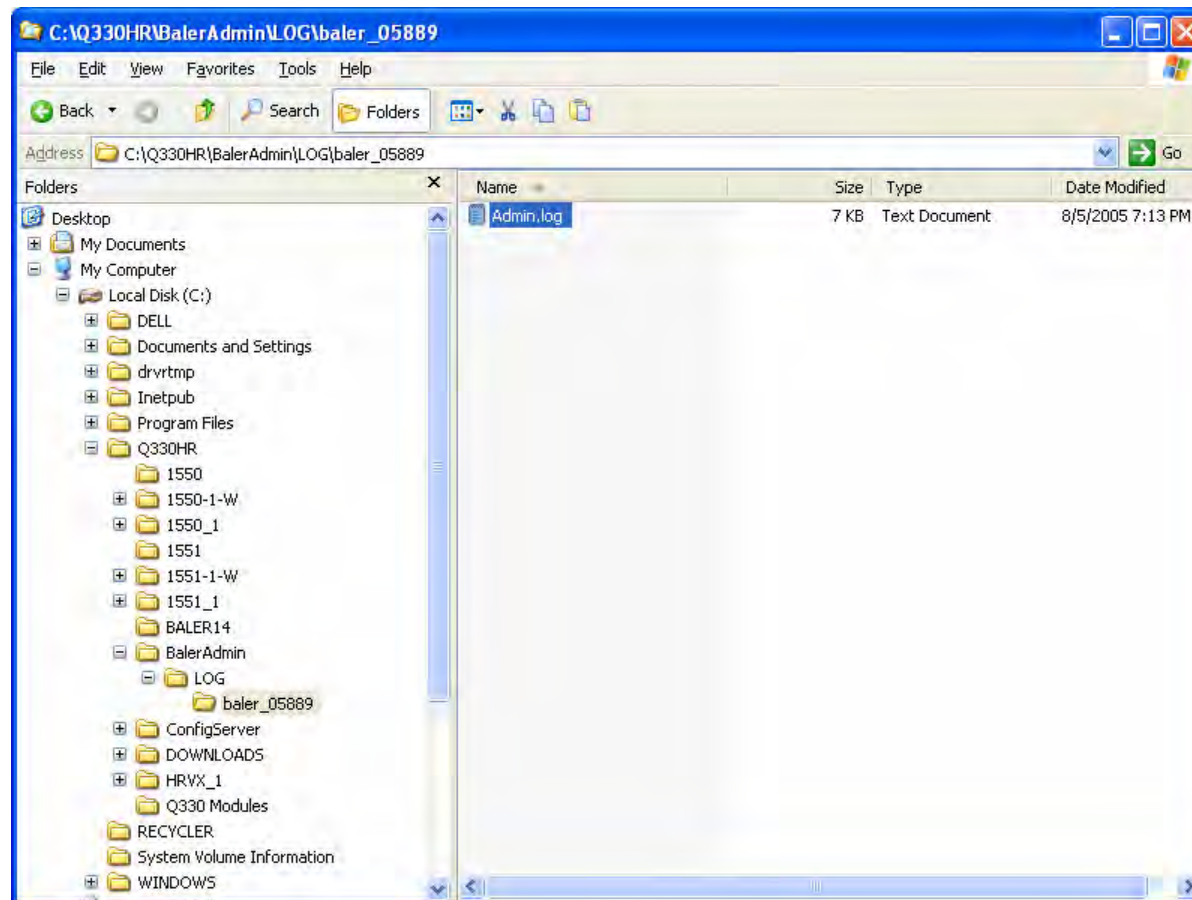 C:\Q330HR\BalerAdmin\LOG\baler_05889
File Edit View Favorites Tools Help
Back Search Folders
Address C:\Q330HR\BalerAdmin\LOG\baler_05889 Go
Folders x Name Size Type Date Modified
Desktop Admin.log 7 KB Text Document 8/5/2005 7:13 PM
My Documents
My Computer
Local Disk (C:)
DELL
Documents and Settings
drvrtmp
Inetpub
Program Files
Q330HR
1550
1550-1-W
1550_1
1551
1551-1-W
1551_1
BALER14
BalerAdmin
LOG
baler_05889
ConfigServer
DOWNLOADS
HRVX_1
Q330 Modules
RECYCLER
System Volume Information
WINDOWS